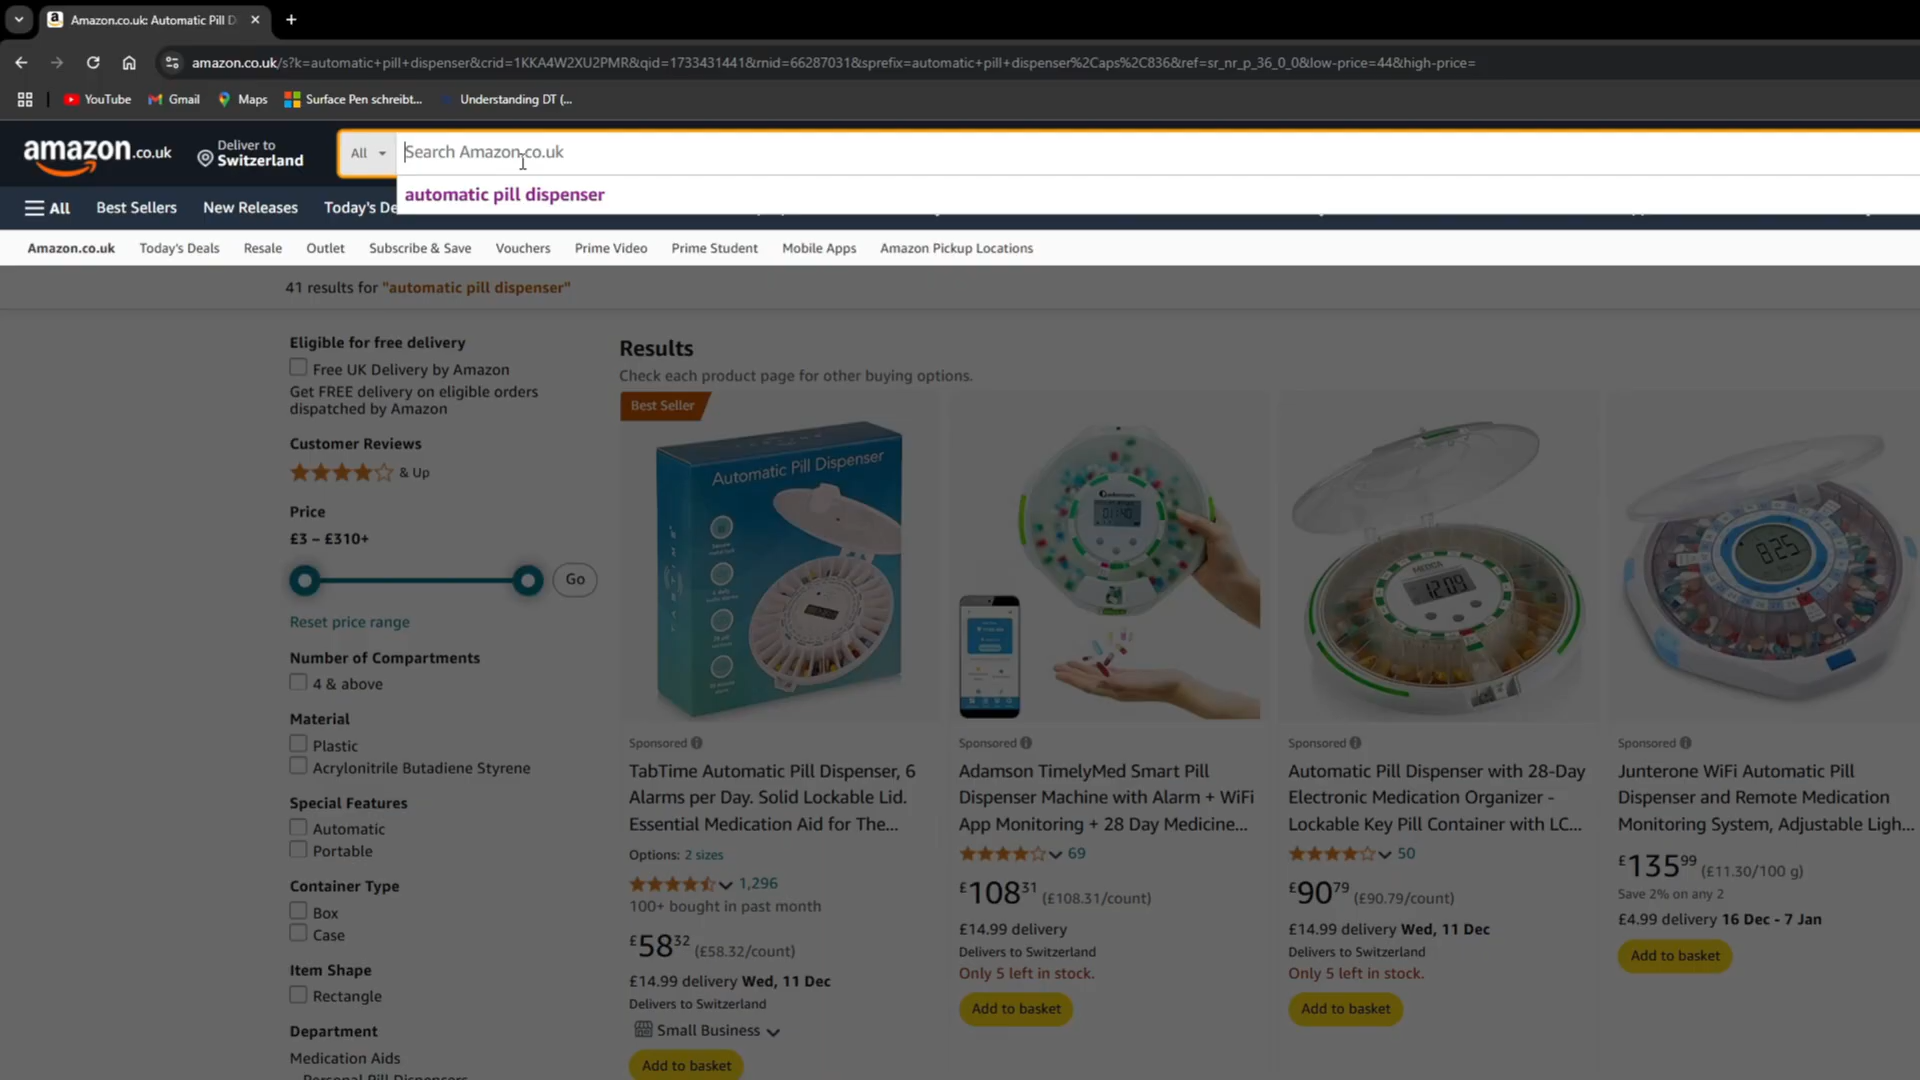 Amazon.co.uk: Automatic Pill D
amazon.co.uk/s?k=automatic+pill+dispenser&crid=1KKA4W2XU2PMR&qid=1733431441&rnid=66287031&sprefix=automatic+pill+dispenser%2Caps%2C836&ref=sr_nr_p_36_0_0&low-price=44&high-price=
YouTube Gmail Maps Surface Pen schreibt... Understanding DT (...
amazon.co.uk
Deliver to
Switzerland
All
Search Amazon.co.uk
automatic pill dispenser
All Best Sellers New Releases Today's De
Amazon.co.uk Today's Deals Resale Outlet Subscribe & Save Vouchers Prime Video Prime Student Mobile Apps Amazon Pickup Locations
41 results for "automatic pill dispenser"
Eligible for free delivery
Free UK Delivery by Amazon
Get FREE delivery on eligible orders
dispatched by Amazon
Customer Reviews
& Up
Price
£3 – £310+
Go
Reset price range
Number of Compartments
4 & above
Material
Plastic
Acrylonitrile Butadiene Styrene
Special Features
Automatic
Portable
Container Type
Box
Case
Item Shape
Rectangle
Department
Medication Aids
Personal Pill Dispensers
Results
Check each product page for other buying options.
Best Seller
Automatic Pill Dispenser
TABTIME
Sponsored
TabTime Automatic Pill Dispenser, 6
Alarms per Day. Solid Lockable Lid.
Essential Medication Aid for The...
Options: 2 sizes
1,296
100+ bought in past month
£58.32 (£58.32/count)
£14.99 delivery Wed, 11 Dec
Delivers to Switzerland
Small Business
Add to basket
01:40
Sponsored
Adamson TimelyMed Smart Pill
Dispenser Machine with Alarm + WiFi
App Monitoring + 28 Day Medicine...
69
£108.31 (£108.31/count)
£14.99 delivery
Delivers to Switzerland
Only 5 left in stock.
Add to basket
MEDICA
12:09
Sponsored
Automatic Pill Dispenser with 28-Day
Electronic Medication Organizer -
Lockable Key Pill Container with LC...
50
£90.79 (£90.79/count)
£14.99 delivery Wed, 11 Dec
Delivers to Switzerland
Only 5 left in stock.
Add to basket
8:25
Sponsored
Junterone WiFi Automatic Pill
Dispenser and Remote Medication
Monitoring System, Adjustable Ligh...
£135.99 (£11.30/100 g)
Save 2% on any 2
£4.99 delivery 16 Dec - 7 Jan
Add to basket